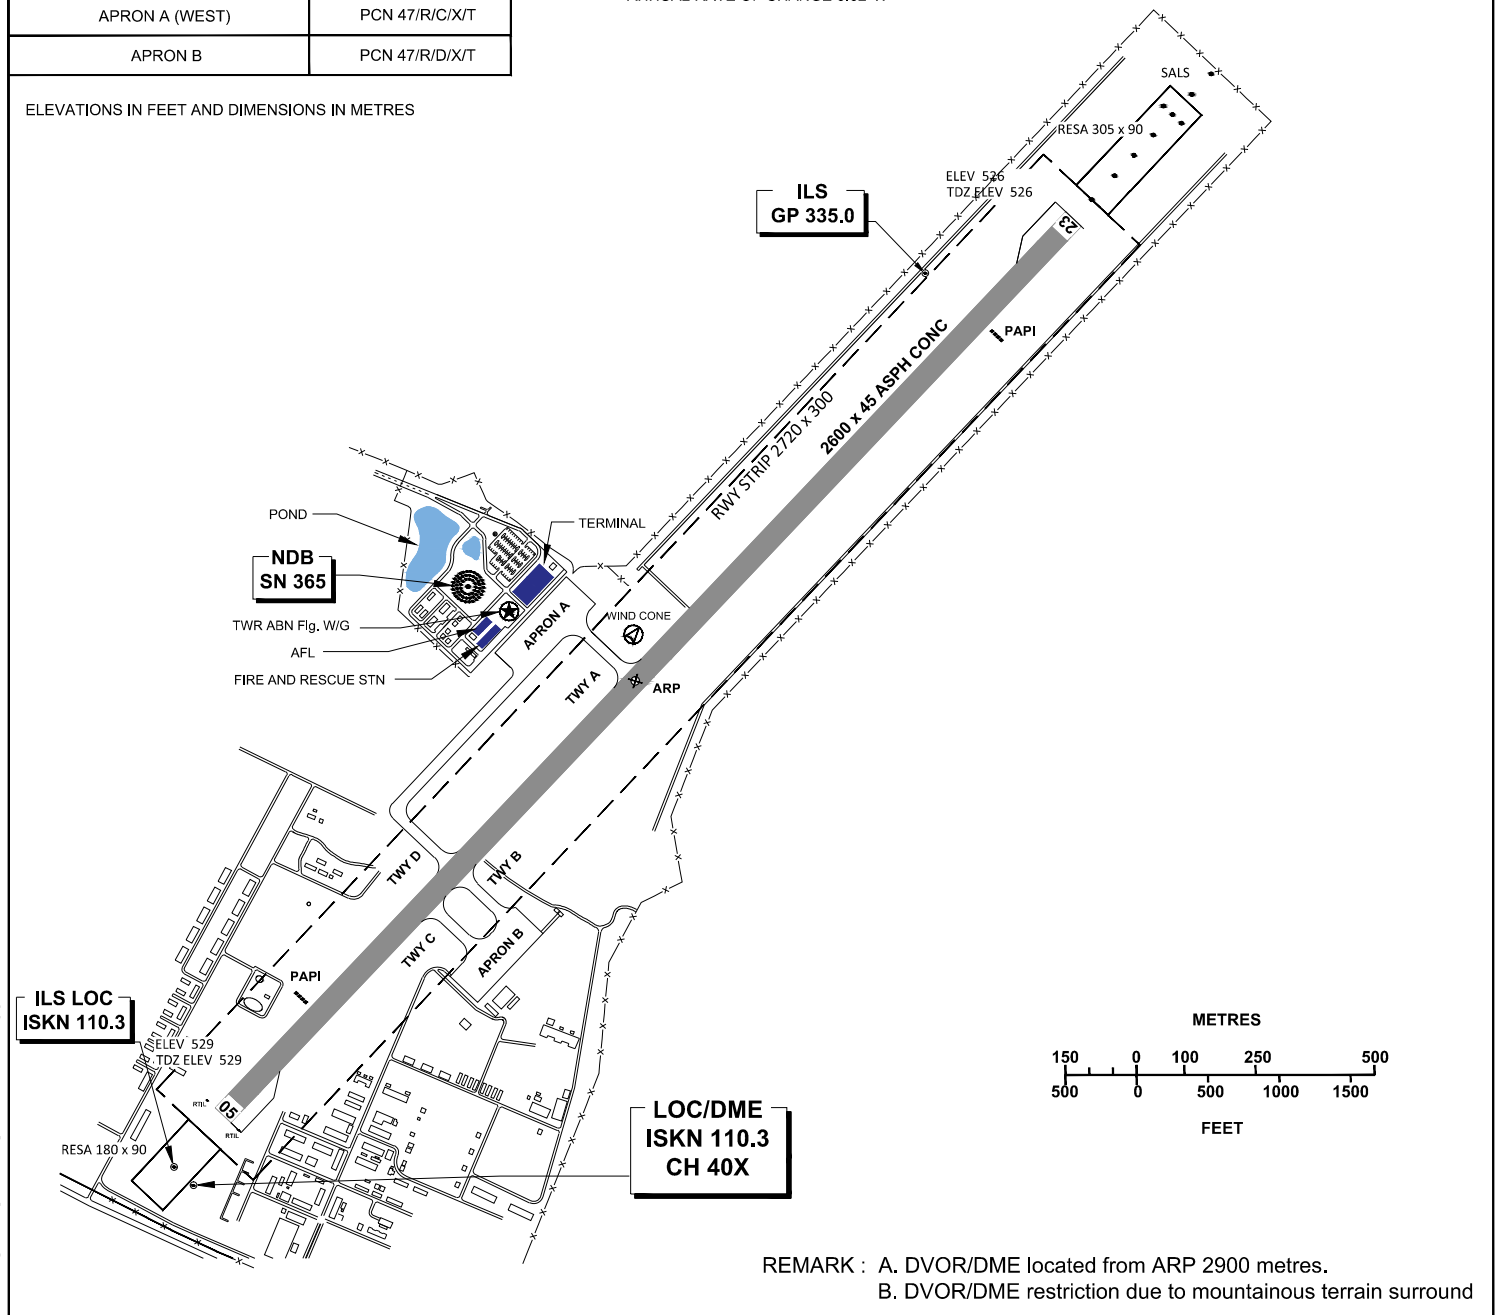 APRON A (WEST) PCN 47/R/C/X/T
APRON B PCN 47/R/D/X/T
ELEVATIONS IN FEET AND DIMENSIONS IN METRES
SALS
RESA 305 x 90
ELEV 526
TDZ ELEV 526
ILS
GP 335.0
23
PAPI
2600 x 45 ASPH CONC
RWY STRIP 2720 x 300
POND
TERMINAL
NDB
SN 365
TWR ABN Flg. W/G
AFL
FIRE AND RESCUE STN
APRON A
WIND CONE
TWY A
ARP
TWY D
TWY B
TWY C
APRON B
PAPI
ILS LOC
ISKN 110.3
ELEV 529
TDZ ELEV 529
RTIL
05
RTIL
RESA 180 x 90
LOC/DME
ISKN 110.3
CH 40X
METRES
150 0 100 250 500
500 0 500 1000 1500
FEET
REMARK : A. DVOR/DME located from ARP 2900 metres.
B. DVOR/DME restriction due to mountainous terrain surround